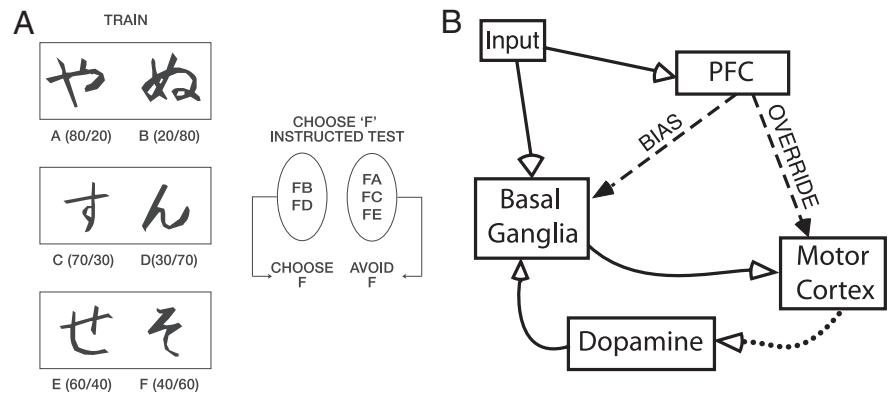 A
TRAIN
や ぬ
A (80/20) B (20/80)
す ん
C (70/30) D(30/70)
せ そ
E (60/40) F (40/60)
CHOOSE 'F'
INSTRUCTED TEST
FB
FD
FA
FC
FE
CHOOSE
F
AVOID
F
B
Input
PFC
BIAS
OVERRIDE
Basal
Ganglia
Motor
Cortex
Dopamine